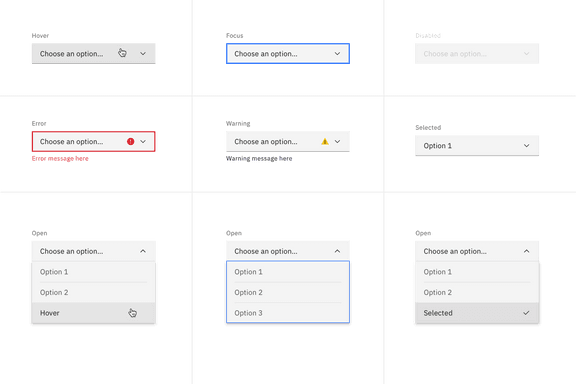 Hover
Choose an option...
Focus
Choose an option...
Disabled
Choose an option...
Error
Choose an option...
Error message here
Warning
Choose an option...
Warning message here
Selected
Option 1
Open
Choose an option...
Option 1
Option 2
Hover
Open
Choose an option...
Option 1
Option 2
Option 3
Open
Choose an option...
Option 1
Option 2
Selected